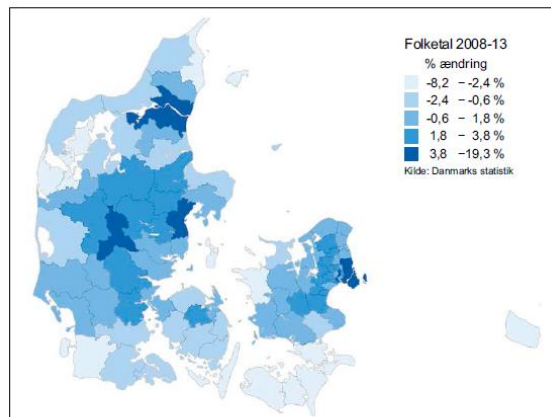 Folketal 2008-13
% ændring
-8,2 – -2,4 %
-2,4 – -0,6 %
-0,6 – 1,8 %
1,8 – 3,8 %
3,8 – 19,3 %
Kilde: Danmarks statistik